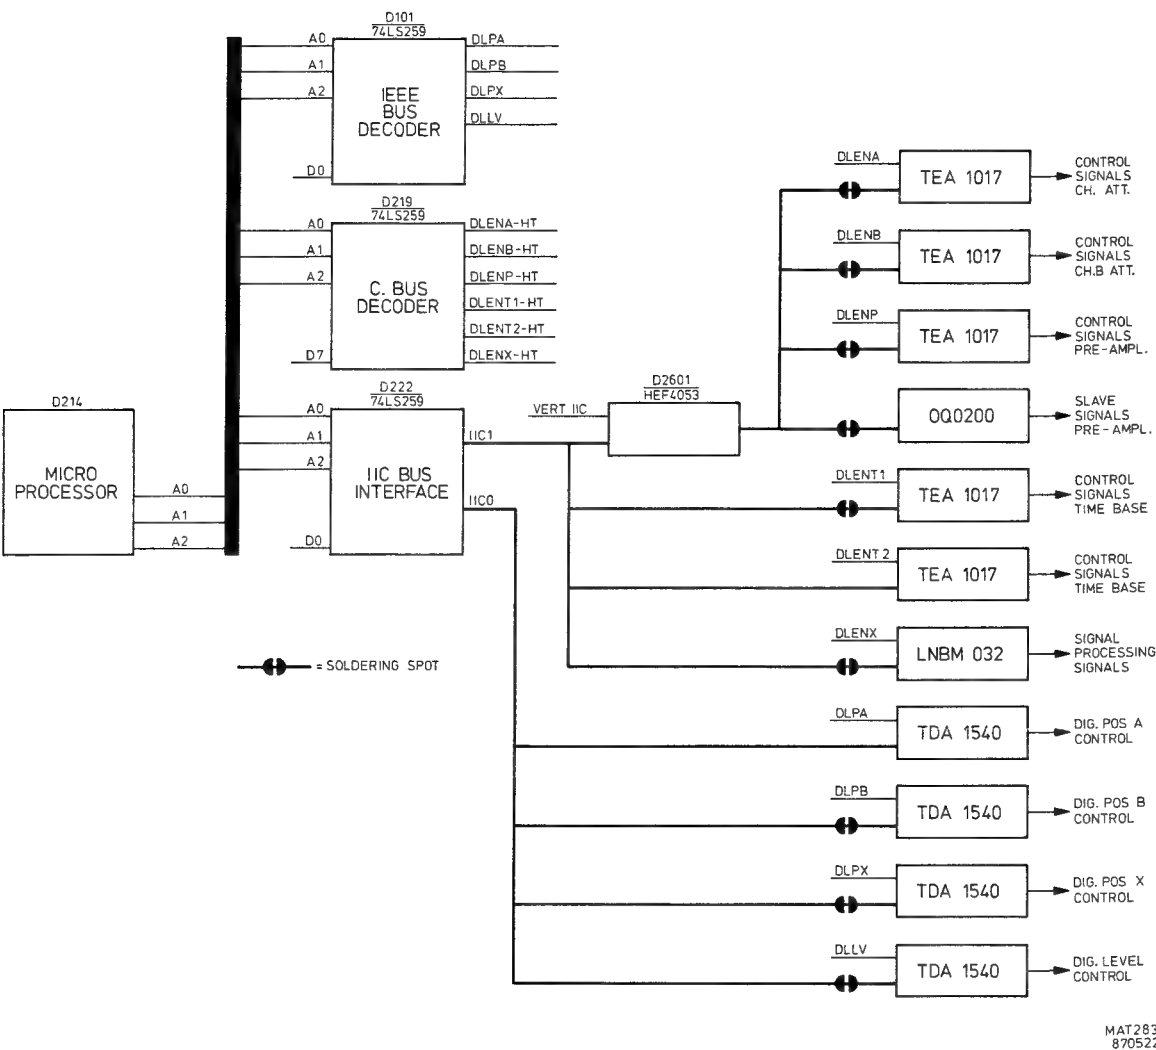 D101
74LS259
A0
A1
A2
D0
IEEE
BUS
DECODER
DLPA
DLPB
DLPX
DLLV
D219
74LS259
A0
A1
A2
D7
C. BUS
DECODER
DLENA-HT
DLENB-HT
DLENP-HT
DLENT1-HT
DLENT2-HT
DLENX-HT
D214
MICRO
PROCESSOR
A0
A1
A2
D222
74LS259
A0
A1
A2
D0
IIC BUS
INTERFACE
IIC1
IIC0
VERT IIC
D2601
HEF4053
= SOLDERING SPOT
DLENA
TEA 1017
CONTROL
SIGNALS
CH. ATT.
DLENB
TEA 1017
CONTROL
SIGNALS
CH.B ATT.
DLENP
TEA 1017
CONTROL
SIGNALS
PRE-AMPL.
OQ0200
SLAVE
SIGNALS
PRE-AMPL.
DLENT1
TEA 1017
CONTROL
SIGNALS
TIME BASE
DLENT2
TEA 1017
CONTROL
SIGNALS
TIME BASE
DLENX
LNBM 032
SIGNAL
PROCESSING
SIGNALS
DLPA
TDA 1540
DIG. POS A
CONTROL
DLPB
TDA 1540
DIG. POS B
CONTROL
DLPX
TDA 1540
DIG. POS X
CONTROL
DLLV
TDA 1540
DIG. LEVEL
CONTROL
MAT283
870522